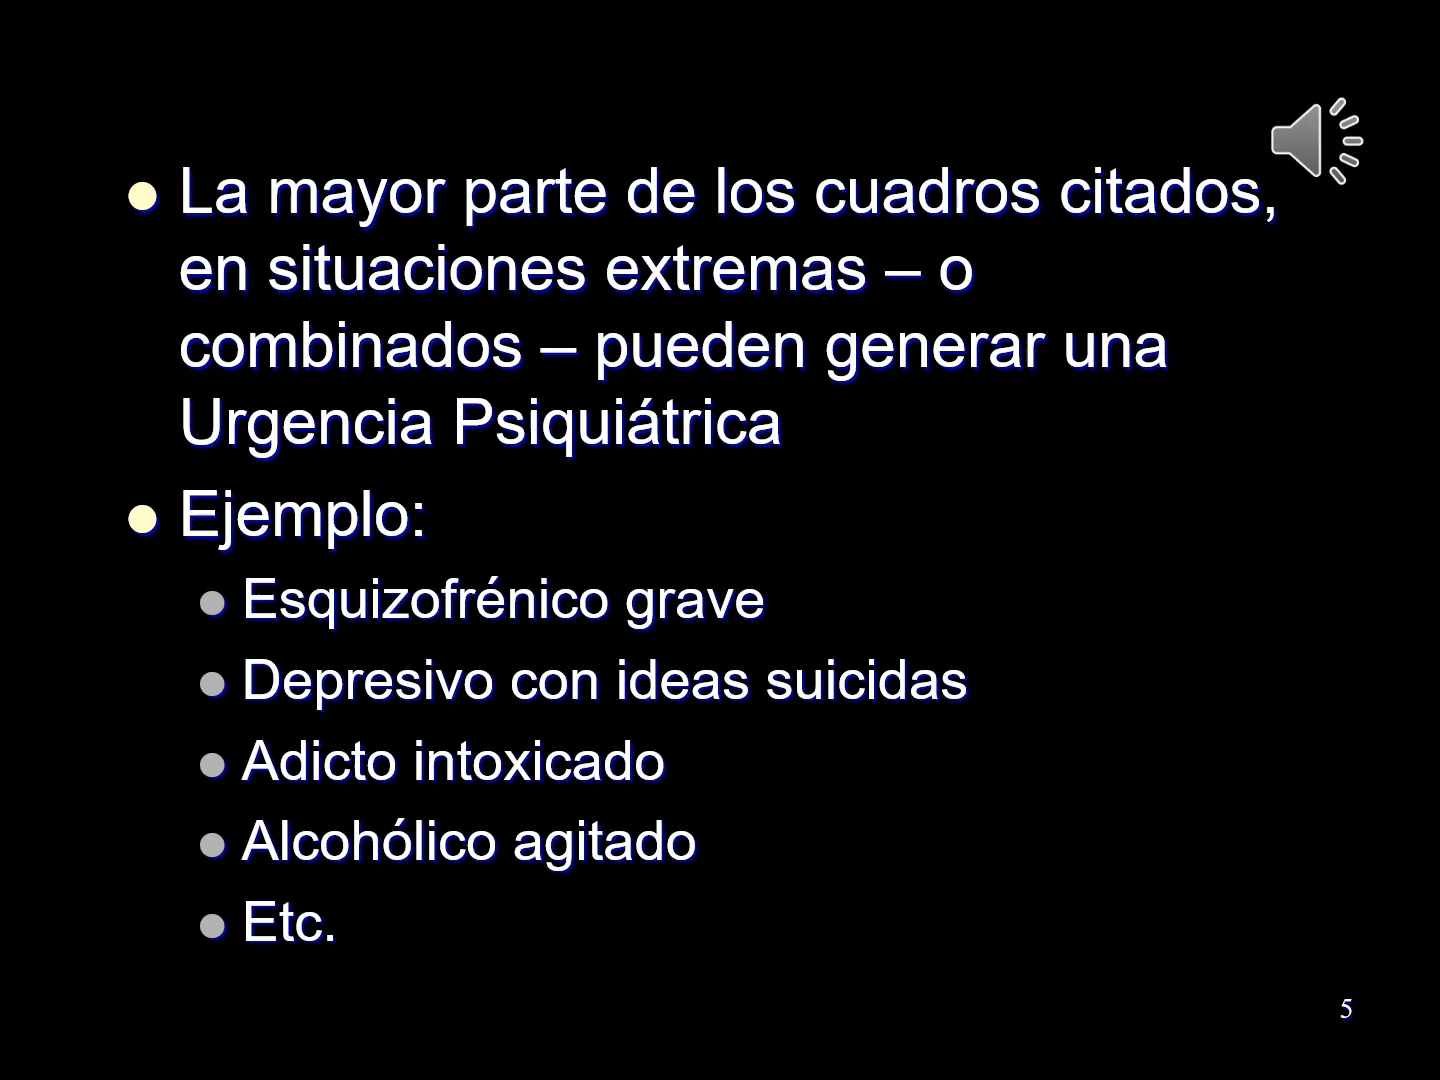 La mayor parte de los cuadros citados,
en situaciones extremas – o
combinados – pueden generar una
Urgencia Psiquiátrica
Ejemplo:
Esquizofrénico grave
Depresivo con ideas suicidas
Adicto intoxicado
Alcohólico agitado
Etc.
5